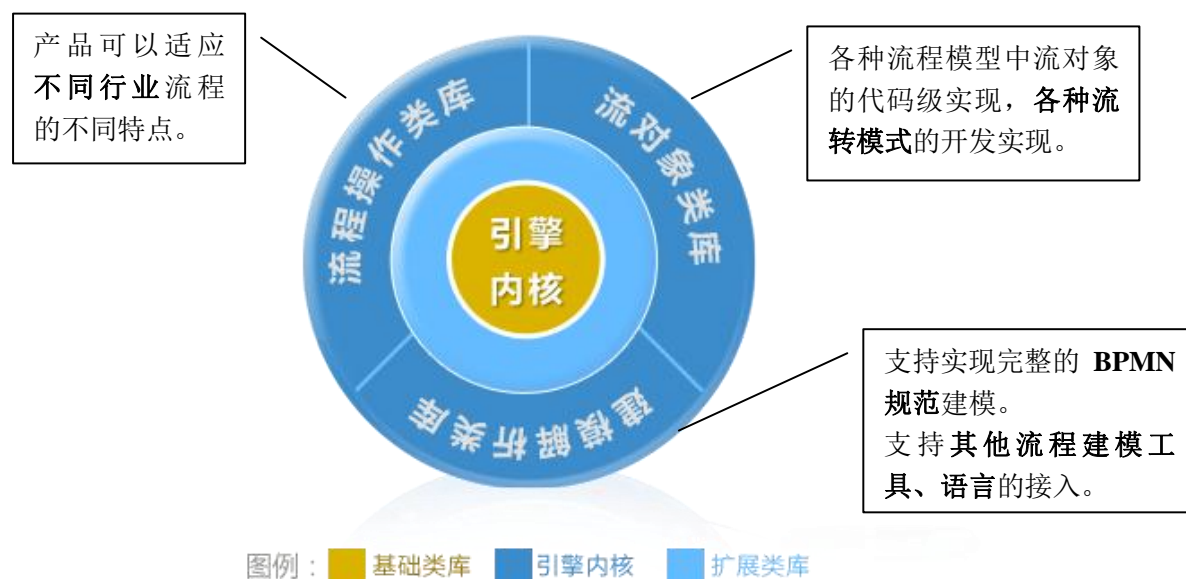 产品可以适应
不同行业流程
的不同特点。
各种流程模型中流对象
的代码级实现，各种流
转模式的开发实现。
流程操作类库
流对象类库
引擎
内核
建模解析类库
支持实现完整的 BPMN
规范建模。
支持其他流程建模工
具、语言的接入。
图例：
基础类库
引擎内核
扩展类库